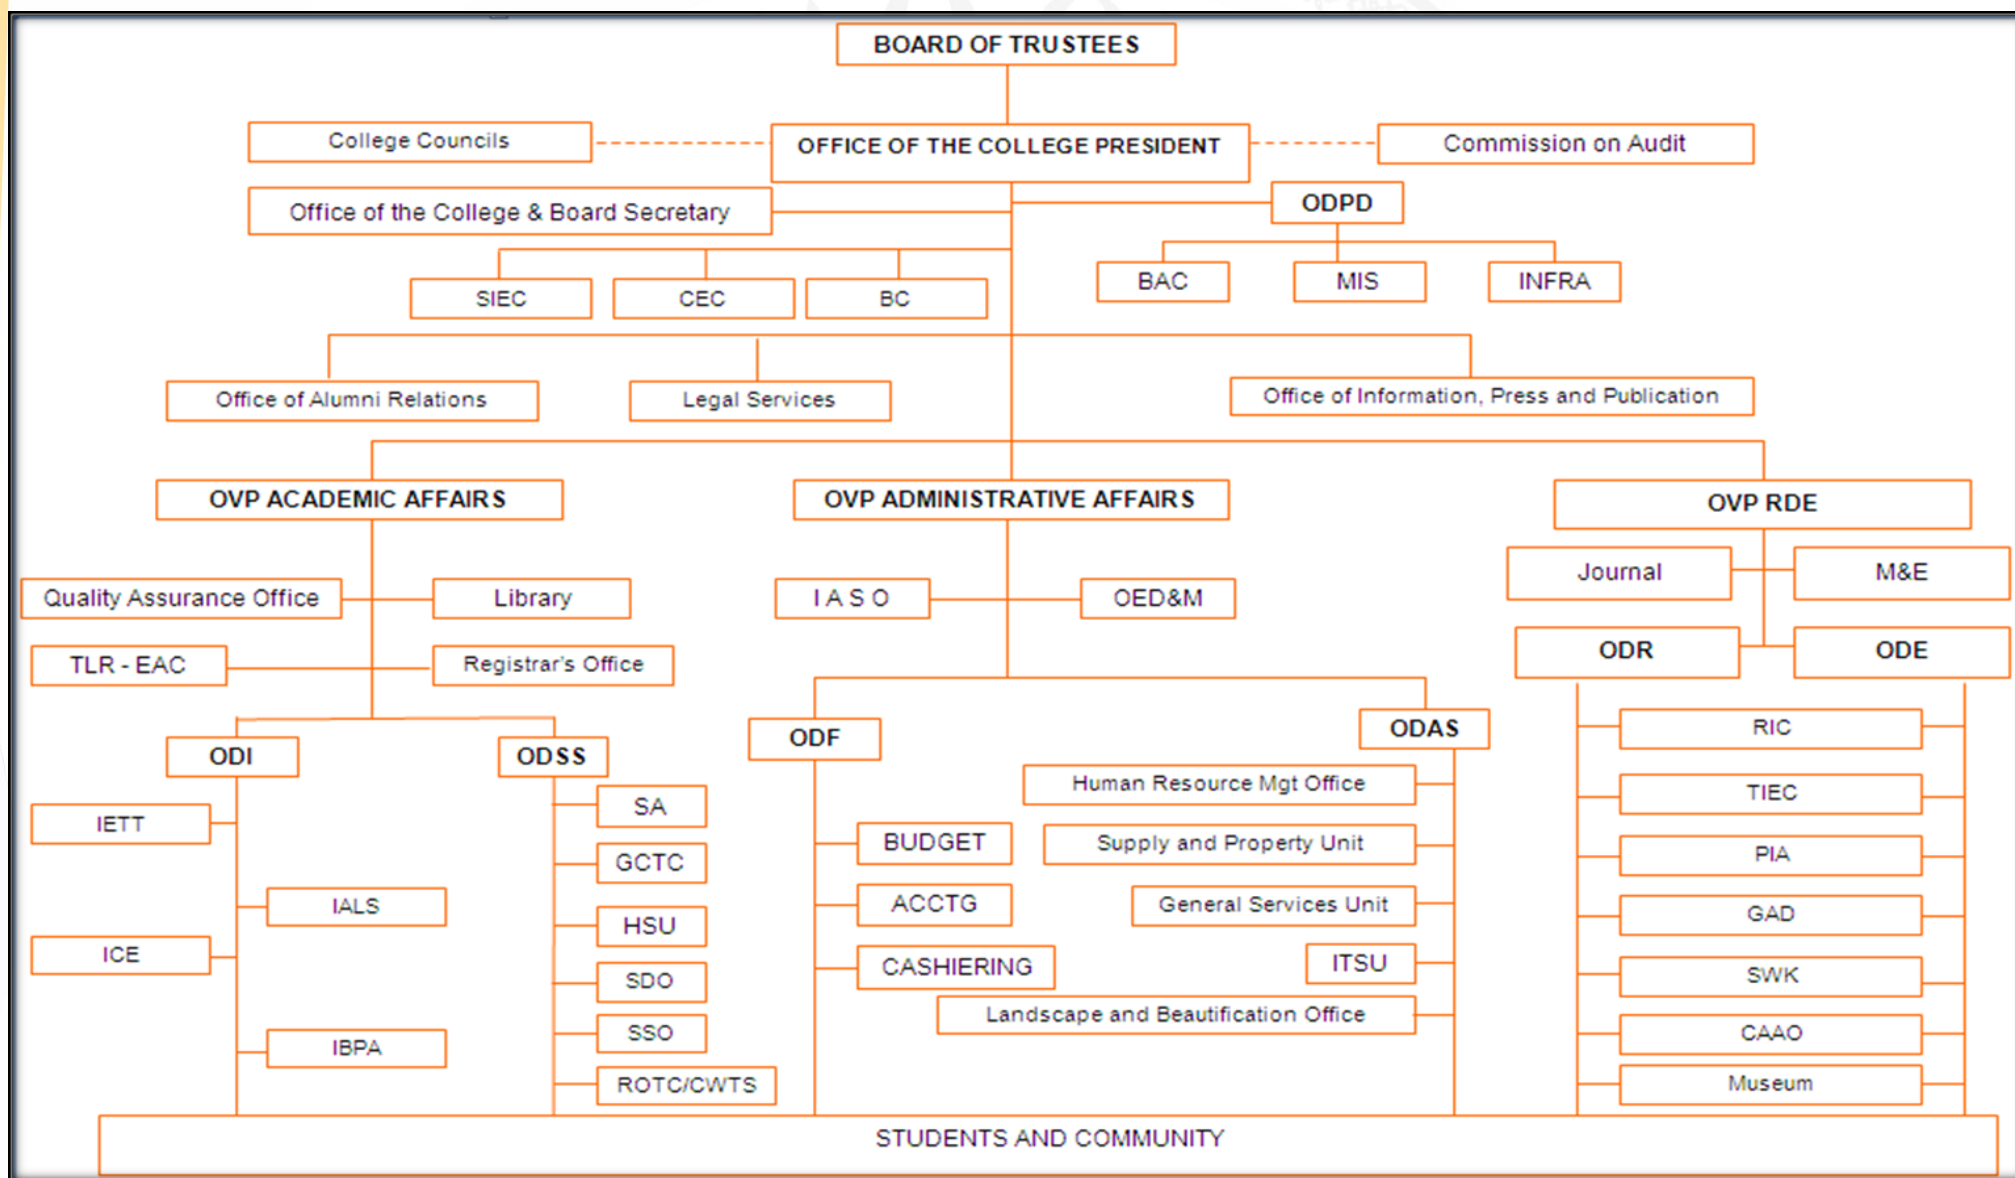 BOARD OF TRUSTEES
College Councils
OFFICE OF THE COLLEGE PRESIDENT
Commission on Audit
Office of the College & Board Secretary
ODPD
SIEC
CEC
BC
BAC
MIS
INFRA
Office of Alumni Relations
Legal Services
Office of Information, Press and Publication
OVP ACADEMIC AFFAIRS
OVP ADMINISTRATIVE AFFAIRS
OVP RDE
Quality Assurance Office
Library
TLR - EAC
Registrar's Office
I A S O
OED&M
Journal
M&E
ODR
ODE
ODI
ODSS
IETT
IALS
ICE
IBPA
SA
GCTC
HSU
SDO
SSO
ROTC/CWTS
ODF
ODAS
BUDGET
ACCTG
CASHIERING
Human Resource Mgt Office
Supply and Property Unit
General Services Unit
ITSU
Landscape and Beautification Office
RIC
TIEC
PIA
GAD
SWK
CAAO
Museum
STUDENTS AND COMMUNITY